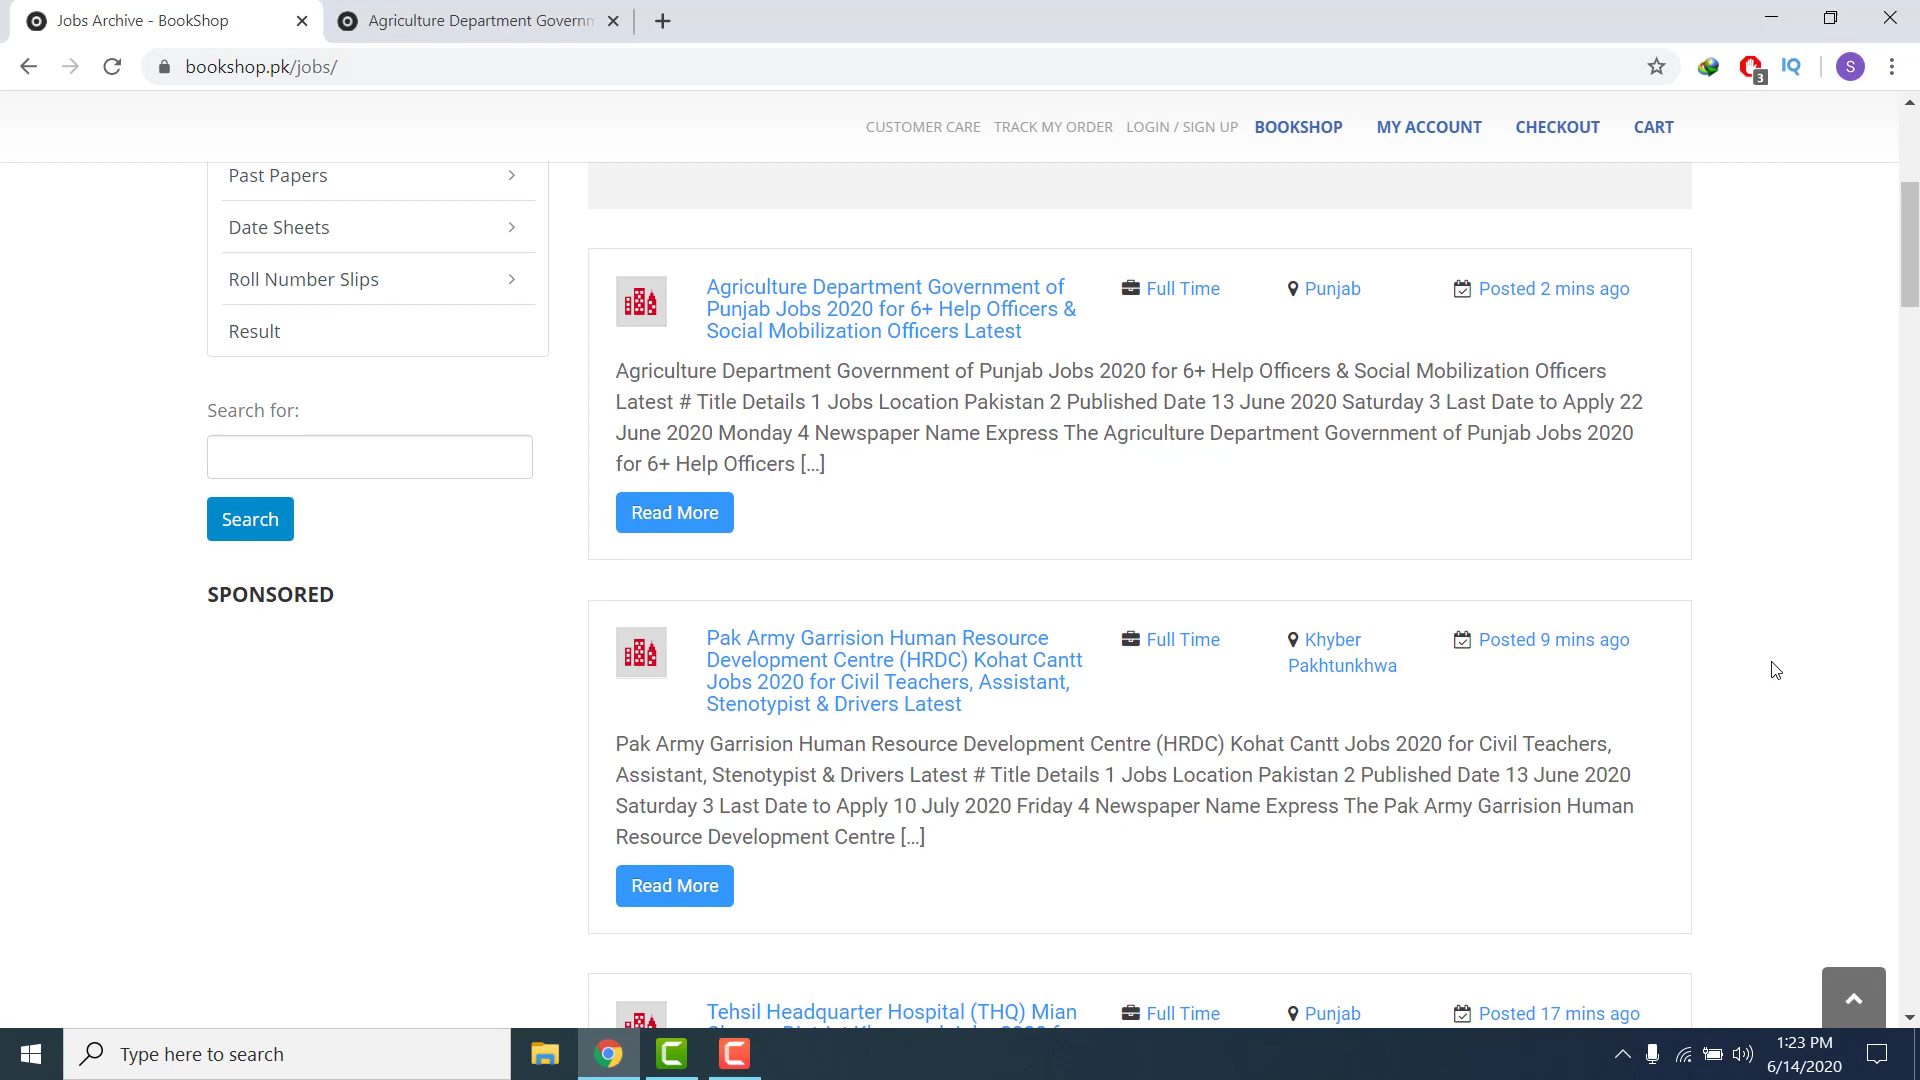 Jobs Archive - BookShop
Agriculture Department Governm
bookshop.pk/jobs/
3
IQ
S
CUSTOMER CARE TRACK MY ORDER LOGIN / SIGN UP BOOKSHOP MY ACCOUNT CHECKOUT CART
Past Papers
Date Sheets
Roll Number Slips
Result
Search for:
Search
SPONSORED
Agriculture Department Government of
Punjab Jobs 2020 for 6+ Help Officers &
Social Mobilization Officers Latest
Full Time
Punjab
Posted 2 mins ago
Agriculture Department Government of Punjab Jobs 2020 for 6+ Help Officers & Social Mobilization Officers
Latest # Title Details 1 Jobs Location Pakistan 2 Published Date 13 June 2020 Saturday 3 Last Date to Apply 22
June 2020 Monday 4 Newspaper Name Express The Agriculture Department Government of Punjab Jobs 2020
for 6+ Help Officers [...]
Read More
Pak Army Garrision Human Resource
Development Centre (HRDC) Kohat Cantt
Jobs 2020 for Civil Teachers, Assistant,
Stenotypist & Drivers Latest
Full Time
Khyber
Pakhtunkhwa
Posted 9 mins ago
Pak Army Garrision Human Resource Development Centre (HRDC) Kohat Cantt Jobs 2020 for Civil Teachers,
Assistant, Stenotypist & Drivers Latest # Title Details 1 Jobs Location Pakistan 2 Published Date 13 June 2020
Saturday 3 Last Date to Apply 10 July 2020 Friday 4 Newspaper Name Express The Pak Army Garrision Human
Resource Development Centre [...]
Read More
Tehsil Headquarter Hospital (THQ) Mian
Full Time
Punjab
Posted 17 mins ago
Type here to search
1:23 PM
6/14/2020